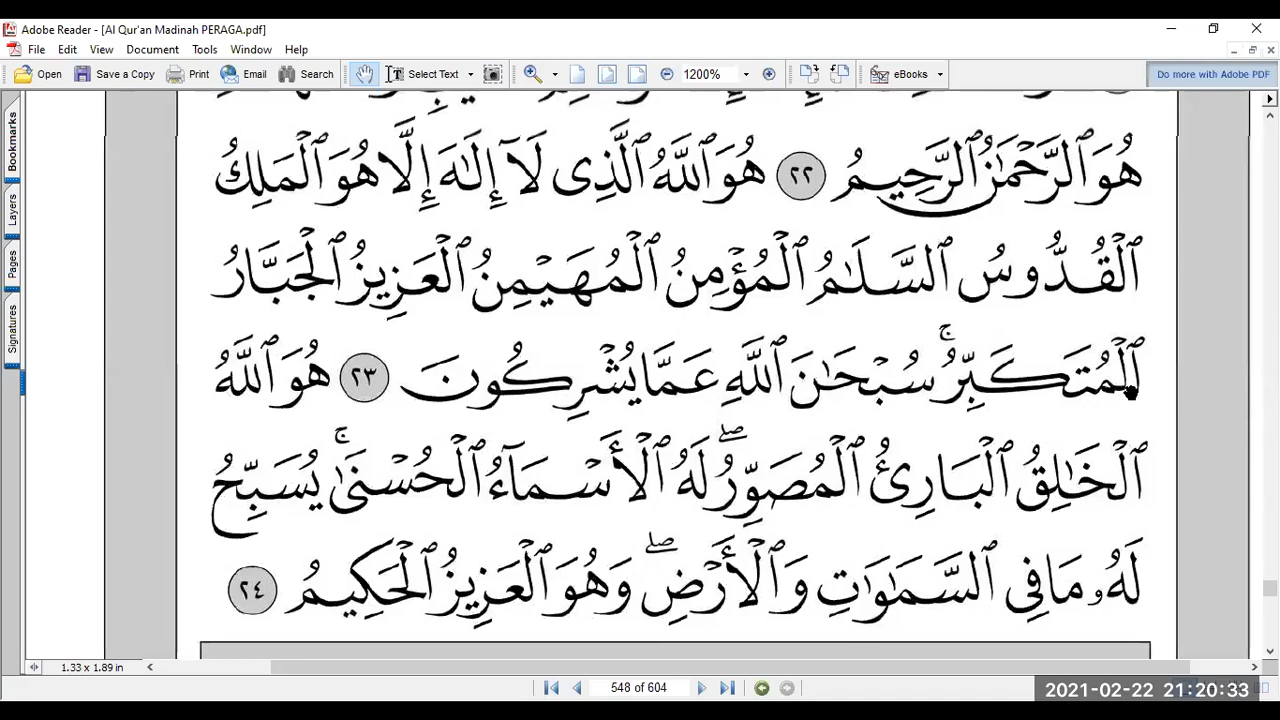 Adobe Reader - [Al Qur'an Madinah PERAGA.pdf]
File Edit View Document Tools Window Help
Open Save a Copy Print Email Search Select Text 1200% eBooks Do more with Adobe PDF
Bookmarks
Layers
Pages
Signatures
هُوَ ٱلرَّحْمَٰنُ ٱلرَّحِيمُ ٢٢ هُوَ ٱللَّهُ ٱلَّذِى لَآ إِلَٰهَ إِلَّا هُوَ ٱلْمَلِكُ
ٱلْقُدُّوسُ ٱلسَّلَٰمُ ٱلْمُؤْمِنُ ٱلْمُهَيْمِنُ ٱلْعَزِيزُ ٱلْجَبَّارُ
ٱلْمُتَكَبِّرُ ۚ سُبْحَٰنَ ٱللَّهِ عَمَّا يُشْرِكُونَ ٢٣ هُوَ ٱللَّهُ
ٱلْخَٰلِقُ ٱلْبَارِئُ ٱلْمُصَوِّرُ ۖ لَهُ ٱلْأَسْمَآءُ ٱلْحُسْنَىٰ ۚ يُسَبِّحُ
لَهُۥ مَا فِى ٱلسَّمَٰوَٰتِ وَٱلْأَرْضِ ۖ وَهُوَ ٱلْعَزِيزُ ٱلْحَكِيمُ ٢٤
1.33 x 1.89 in
548 of 604
2021-02-22 21:20:33